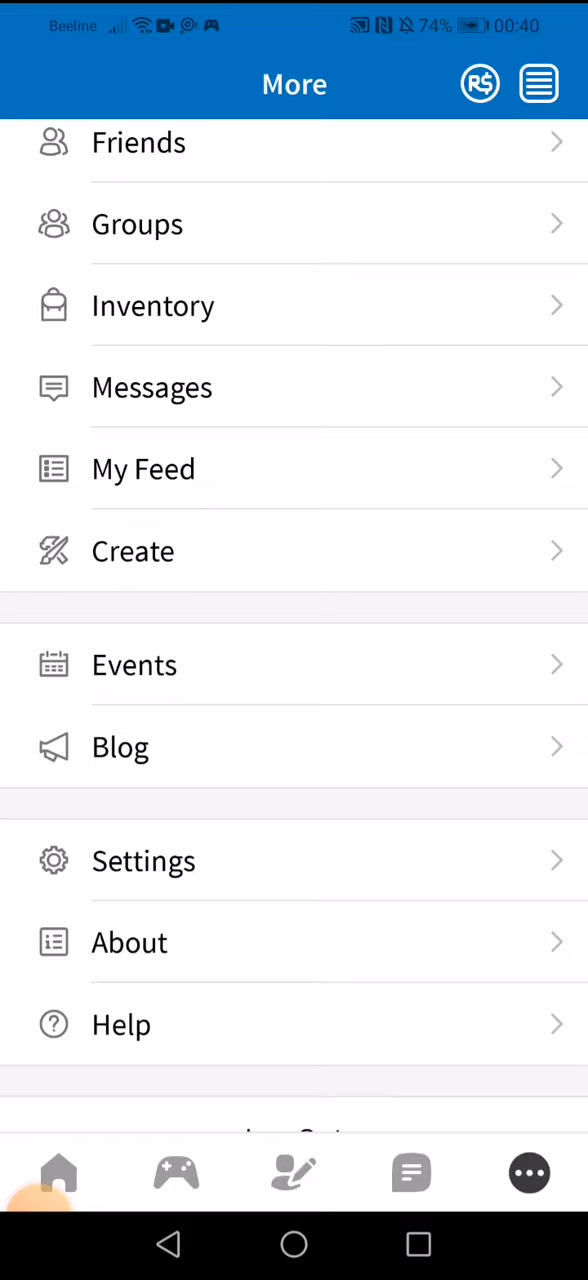 Beeline 74% 00:40
More R$
Friends
Groups
Inventory
Messages
My Feed
Create
Events
Blog
Settings
About
Help